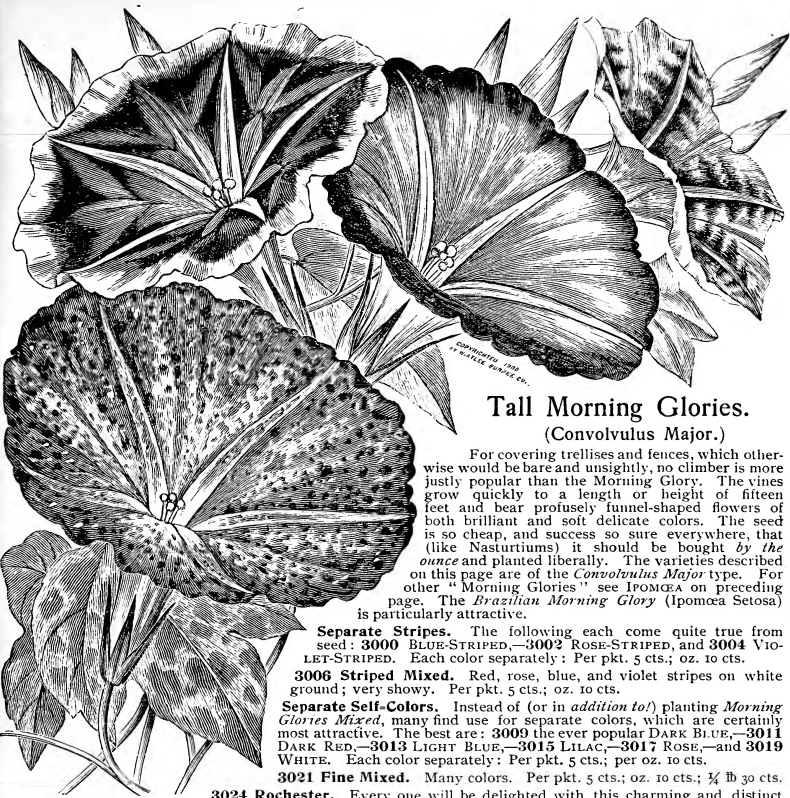 COPYRIGHTED 1900
BY W. ATLEE BURPEE CO.
Tall Morning Glories.
(Convolvulus Major.)
For covering trellises and fences, which other-
wise would be bare and unsightly, no climber is more
justly popular than the Morning Glory. The vines
grow quickly to a length or height of fifteen
feet and bear profusely funnel-shaped flowers of
both brilliant and soft delicate colors. The seed
is so cheap, and success so sure everywhere, that
(like Nasturtiums) it should be bought by the
ounce and planted liberally. The varieties described
on this page are of the Convolvulus Major type. For
other “Morning Glories” see IPOMŒA on preceding
page. The Brazilian Morning Glory (Ipomœa Setosa)
is particularly attractive.
Separate Stripes. The following each come quite true from
seed: 3000 BLUE-STRIPED,—3002 ROSE-STRIPED, and 3004 VIO-
LET-STRIPED. Each color separately: Per pkt. 5 cts.; oz. 10 cts.
3006 Striped Mixed. Red, rose, blue, and violet stripes on white
ground; very showy. Per pkt. 5 cts.; oz. 10 cts.
Separate Self-Colors. Instead of (or in addition to!) planting Morning
Glories Mixed, many find use for separate colors, which are certainly
most attractive. The best are: 3009 the ever popular DARK BLUE,—3011
DARK RED,—3013 LIGHT BLUE,—3015 LILAC,—3017 ROSE,—and 3019
WHITE. Each color separately: Per pkt. 5 cts.; per oz. 10 cts.
3021 Fine Mixed. Many colors. Per pkt. 5 cts.; oz. 10 cts.; ¼ lb 30 cts.
3024 Rochester. Every one will be delighted with this charming and distinct